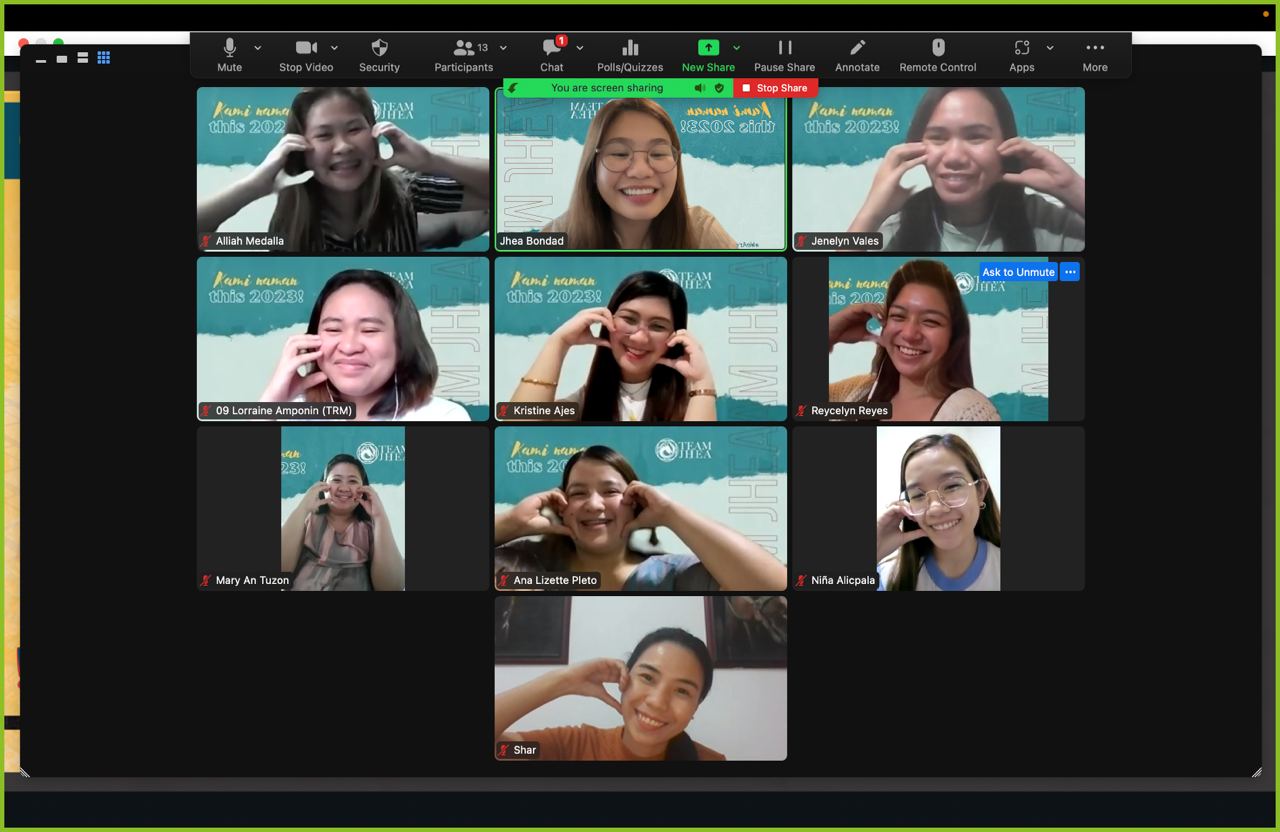 13
1
Mute
Stop Video
Security
Participants
Chat
Polls/Quizzes
New Share
Pause Share
Annotate
Remote Control
Apps
More
You are screen sharing
Stop Share
Kami naman
this 202
TEAM
JHEA
Alliah Medalla
TEAM
JHEA
Kami naman
this 2023!
Jhea Bondad
Kami naman
this 2023!
Jenelyn Vales
Kami naman
this 2023!
TEAM
JHEA
09 Lorraine Amponin (TRM)
Kami naman
this 2023!
TEAM
JHEA
Kristine Ajes
Ask to Unmute
Kami naman
this 202
JHEA
Reycelyn Reyes
naman
23!
TEAM
JHEA
Mary An Tuzon
Kami naman
this 20
TEAM
JHEA
Ana Lizette Pleto
Niña Alicpala
Shar